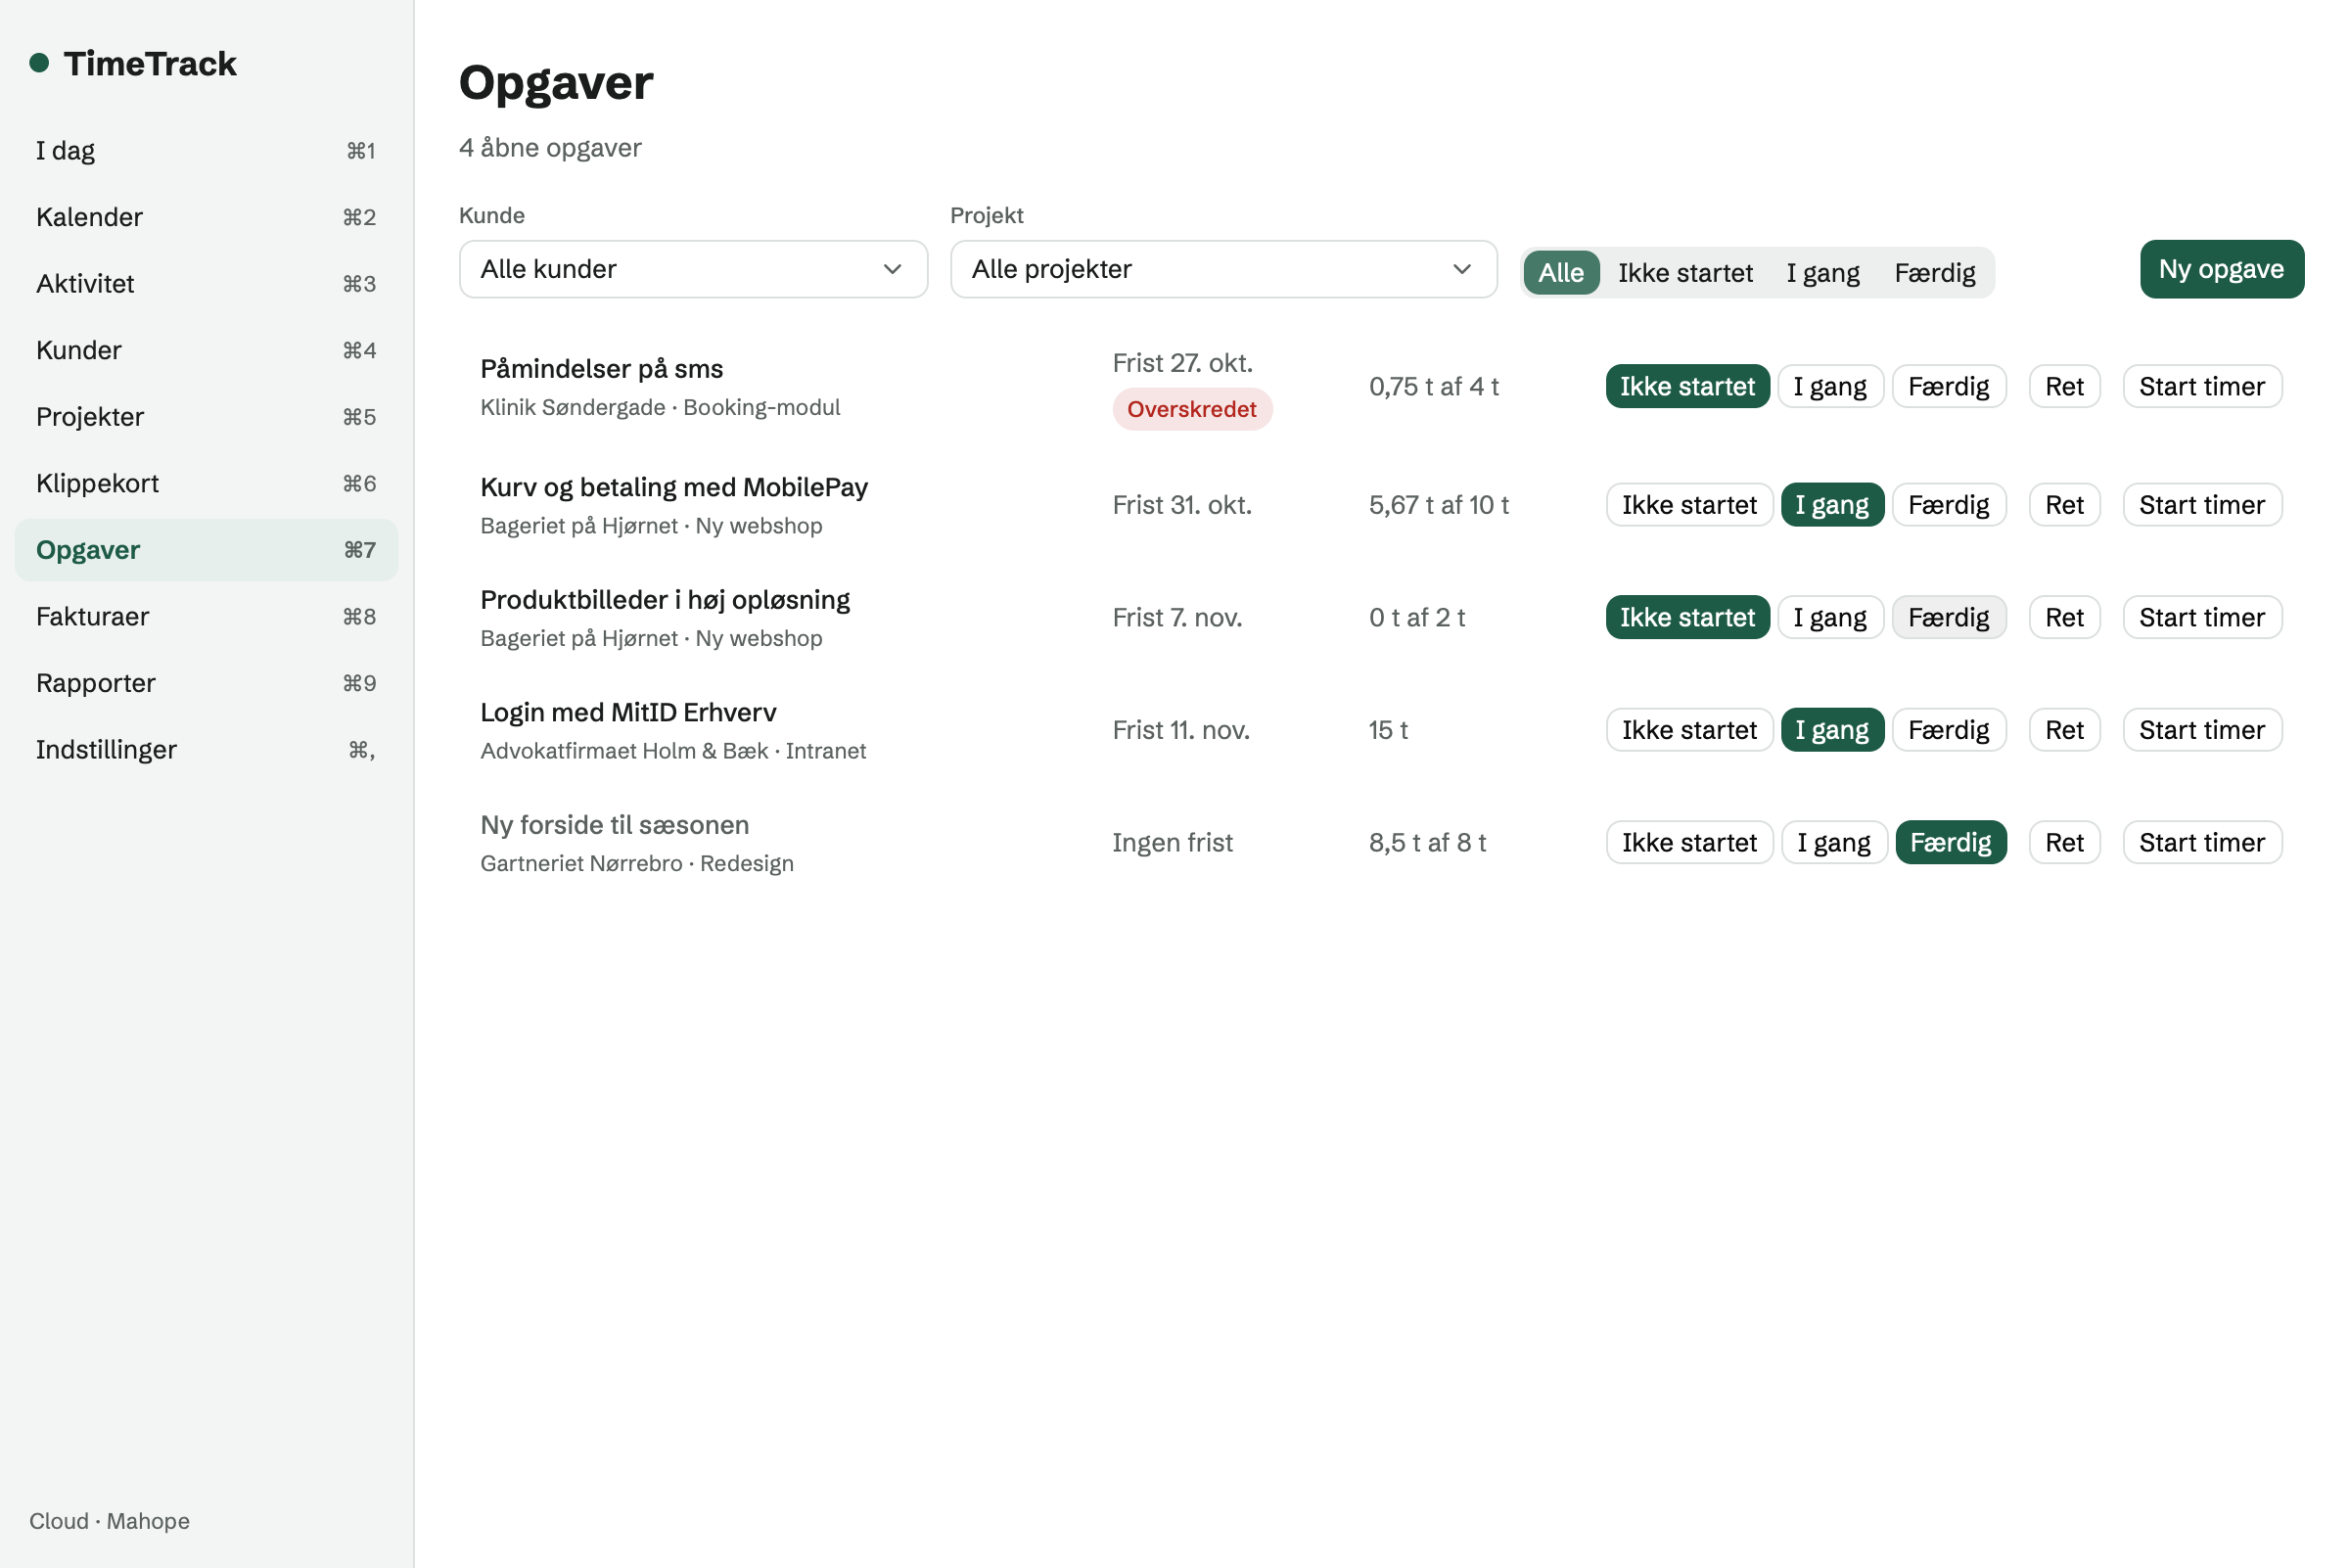 TimeTrack
I dag ⌘1
Kalender ⌘2
Aktivitet ⌘3
Kunder ⌘4
Projekter ⌘5
Klippekort ⌘6
Opgaver ⌘7
Fakturaer ⌘8
Rapporter ⌘9
Indstillinger ⌘,
Cloud · Mahope
Opgaver
4 åbne opgaver
Kunde Projekt
Alle kunder Alle projekter Alle Ikke startet I gang Færdig Ny opgave
Påmindelser på sms
Klinik Søndergade · Booking-modul
Frist 27. okt.
Overskredet
0,75 t af 4 t
Ikke startet I gang Færdig Ret Start timer
Kurv og betaling med MobilePay
Bageriet på Hjørnet · Ny webshop
Frist 31. okt.
5,67 t af 10 t
Ikke startet I gang Færdig Ret Start timer
Produktbilleder i høj opløsning
Bageriet på Hjørnet · Ny webshop
Frist 7. nov.
0 t af 2 t
Ikke startet I gang Færdig Ret Start timer
Login med MitID Erhverv
Advokatfirmaet Holm & Bæk · Intranet
Frist 11. nov.
15 t
Ikke startet I gang Færdig Ret Start timer
Ny forside til sæsonen
Gartneriet Nørrebro · Redesign
Ingen frist
8,5 t af 8 t
Ikke startet I gang Færdig Ret Start timer